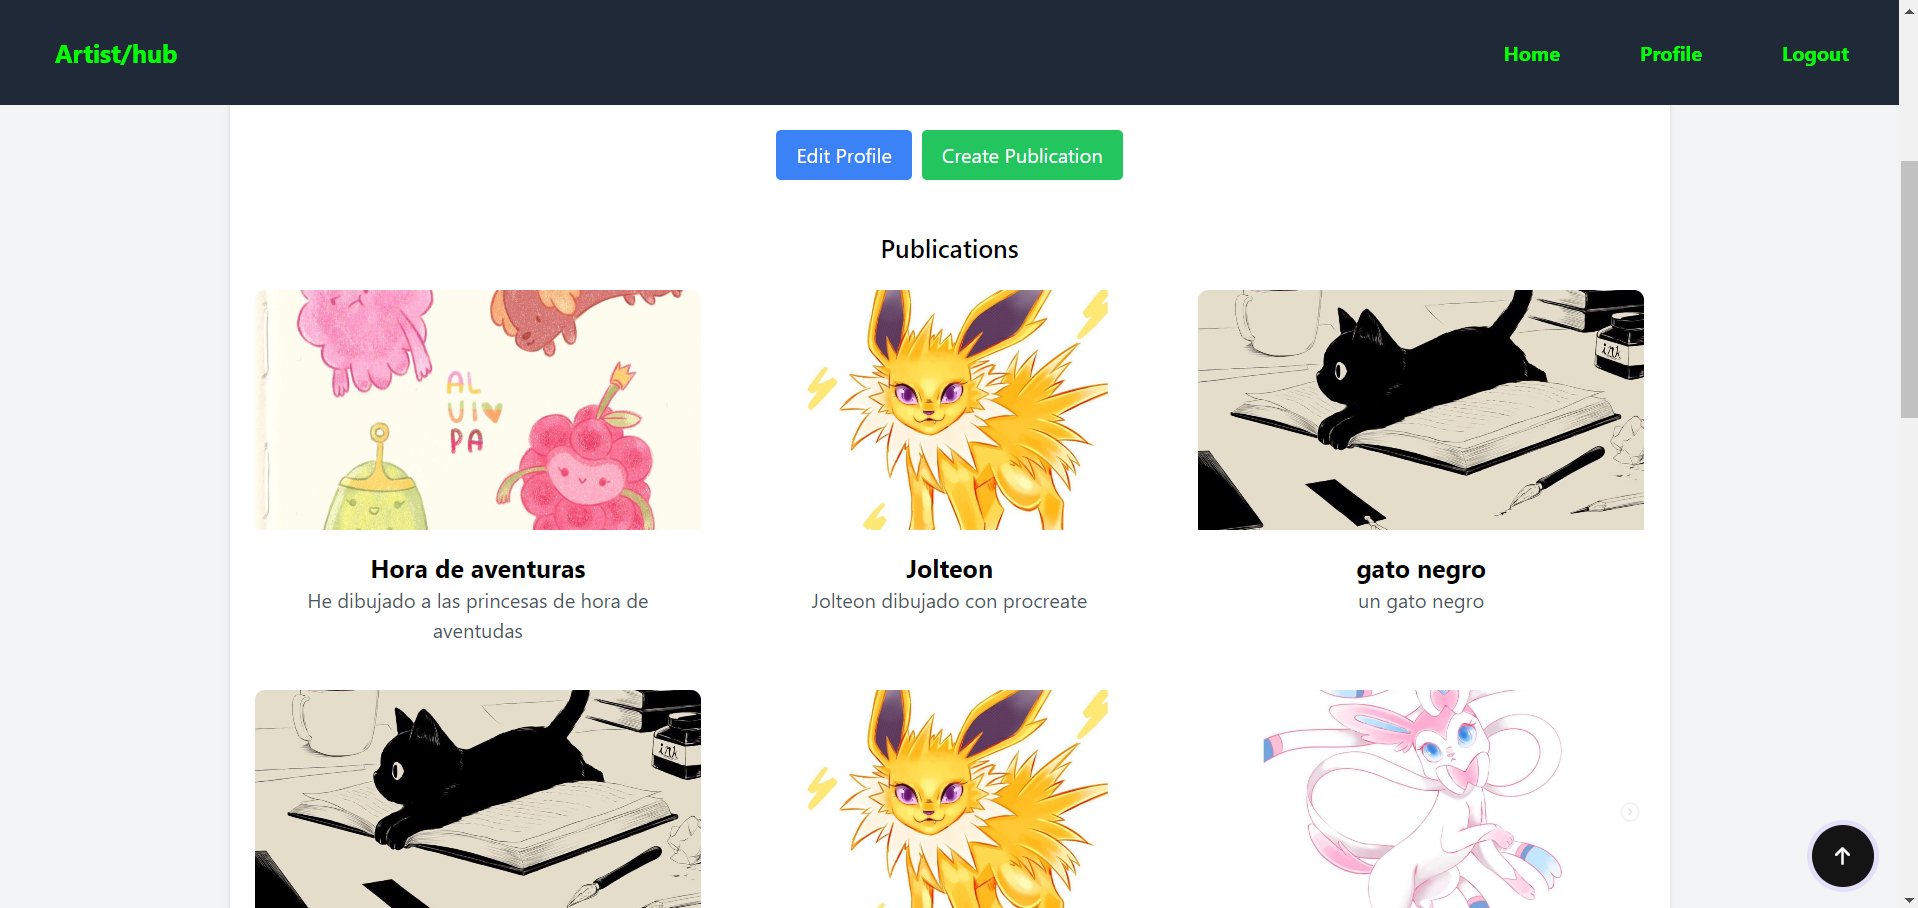 Artist/hub
Home
Profile
Logout
Edit Profile
Create Publication
Publications
AL
UI
PA
ink
Hora de aventuras
He dibujado a las princesas de hora de
aventudas
Jolteon
Jolteon dibujado con procreate
gato negro
un gato negro
ink